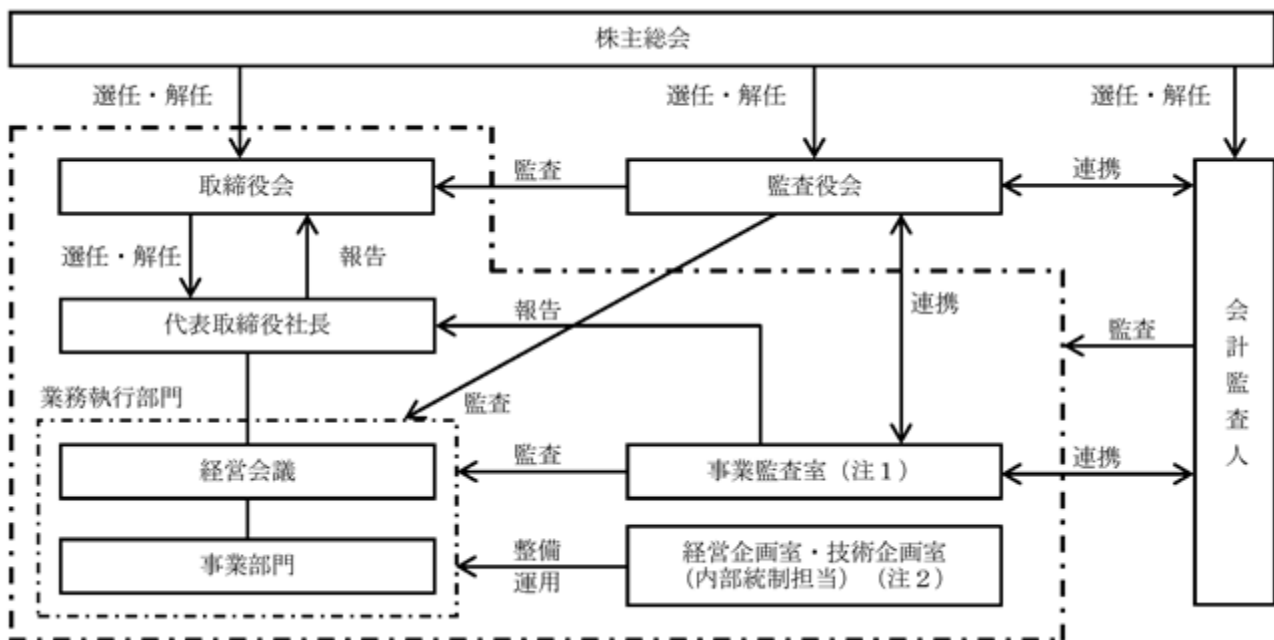 株主総会
選任・解任
選任・解任
選任・解任
取締役会
監査
監査役会
連携
選任・解任
報告
連携
代表取締役社長
報告
監査
会計監査人
業務執行部門
監査
経営会議
監査
事業監査室(注1)
連携
事業部門
整備
運用
経営企画室・技術企画室
(内部統制担当)(注2)